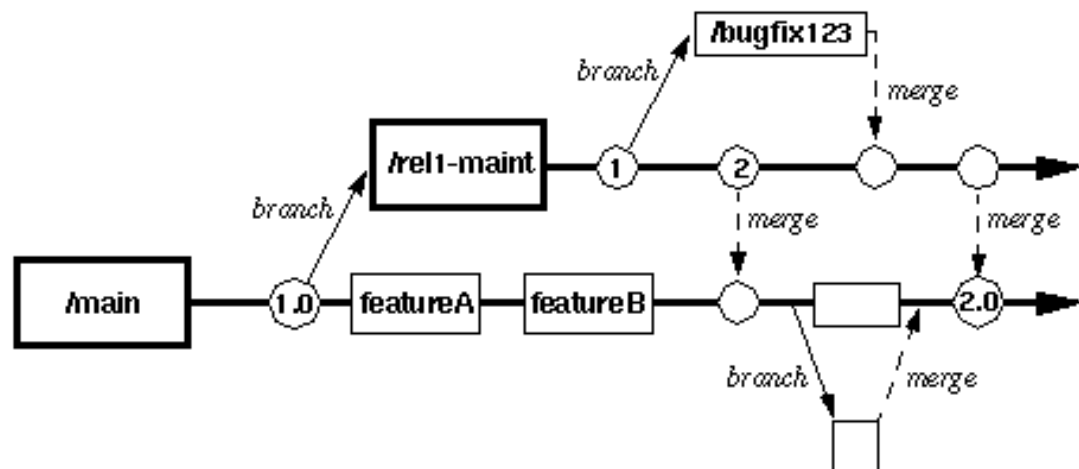 /bugfix123
branch
merge
/rel1-maint
1
2
branch
merge
merge
/main
1.0
featureA
featureB
2.0
branch
merge